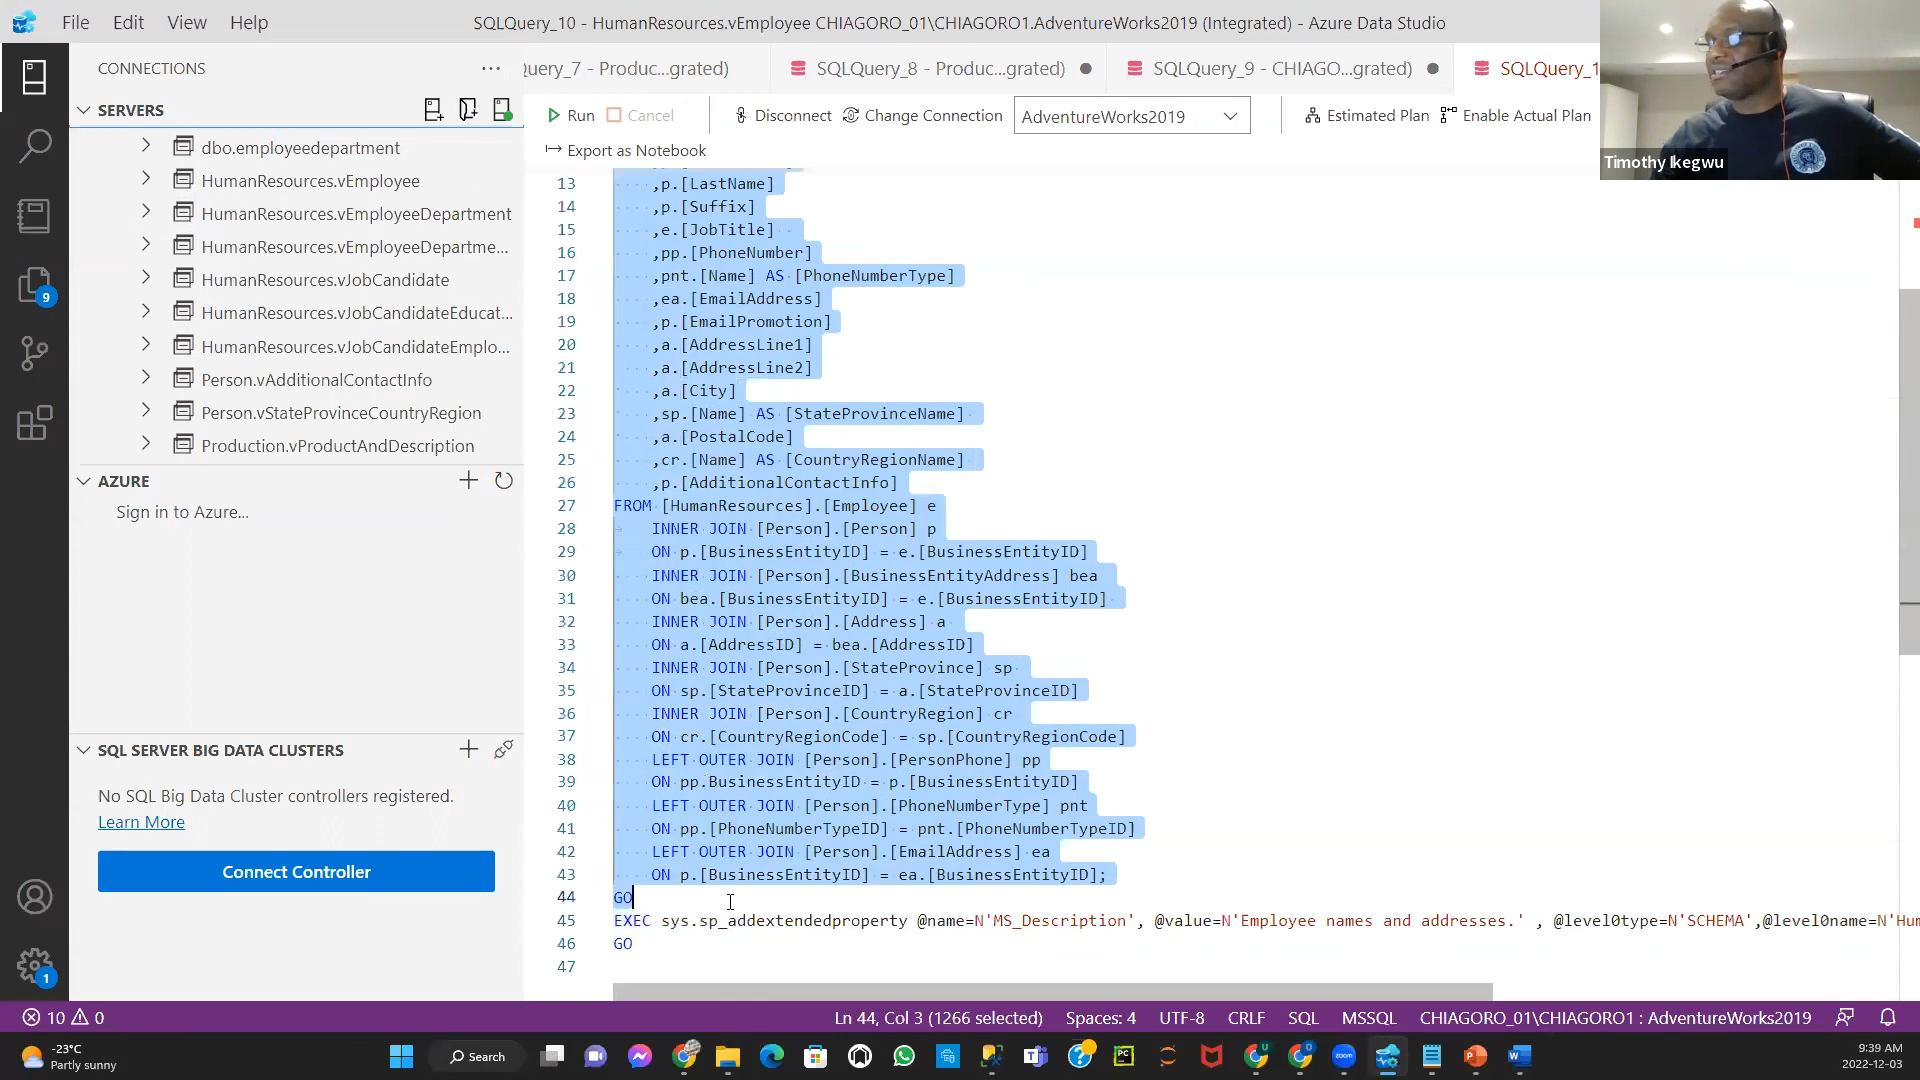 File Edit View Help
SQLQuery_10 - HumanResources.vEmployee CHIAGORO_01\CHIAGORO1.AdventureWorks2019 (Integrated) - Azure Data Studio
CONNECTIONS
Query_7 - Produc...grated)
SQLQuery_8 - Produc...grated)
SQLQuery_9 - CHIAGO...grated)
SQLQuery_1
SERVERS
Run
Cancel
Disconnect
Change Connection
AdventureWorks2019
Estimated Plan
Enable Actual Plan
Export as Notebook
Timothy Ikegwu
dbo.employeedepartment
HumanResources.vEmployee
HumanResources.vEmployeeDepartment
HumanResources.vEmployeeDepartme...
HumanResources.vJobCandidate
HumanResources.vJobCandidateEducat...
HumanResources.vJobCandidateEmplo...
Person.vAdditionalContactInfo
Person.vStateProvinceCountryRegion
Production.vProductAndDescription
9
AZURE
Sign in to Azure...
SQL SERVER BIG DATA CLUSTERS
No SQL Big Data Cluster controllers registered.
Learn More
Connect Controller
1
13 ,p.[LastName]
14 ,p.[Suffix]
15 ,e.[JobTitle]
16 ,pp.[PhoneNumber]
17 ,pnt.[Name] AS [PhoneNumberType]
18 ,ea.[EmailAddress]
19 ,p.[EmailPromotion]
20 ,a.[AddressLine1]
21 ,a.[AddressLine2]
22 ,a.[City]
23 ,sp.[Name] AS [StateProvinceName]
24 ,a.[PostalCode]
25 ,cr.[Name] AS [CountryRegionName]
26 ,p.[AdditionalContactInfo]
27 FROM [HumanResources].[Employee] e
28 INNER JOIN [Person].[Person] p
29 ON p.[BusinessEntityID] = e.[BusinessEntityID]
30 INNER JOIN [Person].[BusinessEntityAddress] bea
31 ON bea.[BusinessEntityID] = e.[BusinessEntityID]
32 INNER JOIN [Person].[Address] a
33 ON a.[AddressID] = bea.[AddressID]
34 INNER JOIN [Person].[StateProvince] sp
35 ON sp.[StateProvinceID] = a.[StateProvinceID]
36 INNER JOIN [Person].[CountryRegion] cr
37 ON cr.[CountryRegionCode] = sp.[CountryRegionCode]
38 LEFT OUTER JOIN [Person].[PersonPhone] pp
39 ON pp.BusinessEntityID = p.[BusinessEntityID]
40 LEFT OUTER JOIN [Person].[PhoneNumberType] pnt
41 ON pp.[PhoneNumberTypeID] = pnt.[PhoneNumberTypeID]
42 LEFT OUTER JOIN [Person].[EmailAddress] ea
43 ON p.[BusinessEntityID] = ea.[BusinessEntityID];
44 GO
45 EXEC sys.sp_addextendedproperty @name=N'MS_Description', @value=N'Employee names and addresses.' , @level0type=N'SCHEMA',@level0name=N'Hu
46 GO
47
10 0
Ln 44, Col 3 (1266 selected)
Spaces: 4
UTF-8
CRLF
SQL
MSSQL
CHIAGORO_01\CHIAGORO1 : AdventureWorks2019
-23°C
Partly sunny
Search
9:39 AM
2022-12-03